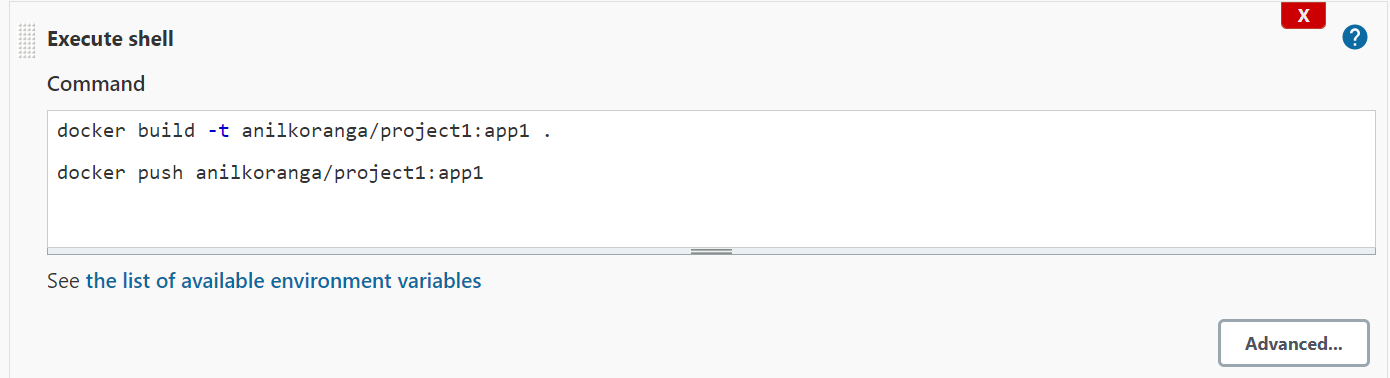 X
Execute shell
?
Command
docker build -t anilkoranga/project1:app1 .
docker push anilkoranga/project1:app1
See the list of available environment variables
Advanced...